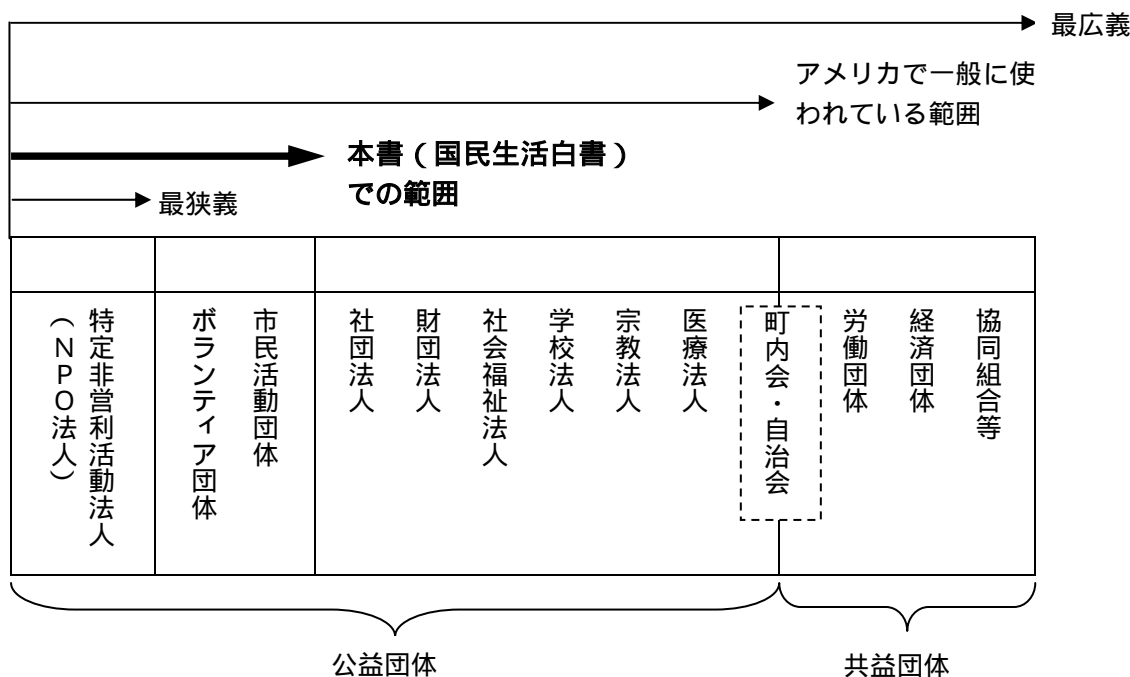 最広義
アメリカで一般に使
われている範囲
本書（国民生活白書）
での範囲
最狭義
特定非営利活動法人
（ＮＰＯ法人）
ボランティア団体
市民活動団体
社団法人
財団法人
社会福祉法人
学校法人
宗教法人
医療法人
町内会・自治会
労働団体
経済団体
協同組合等
公益団体
共益団体